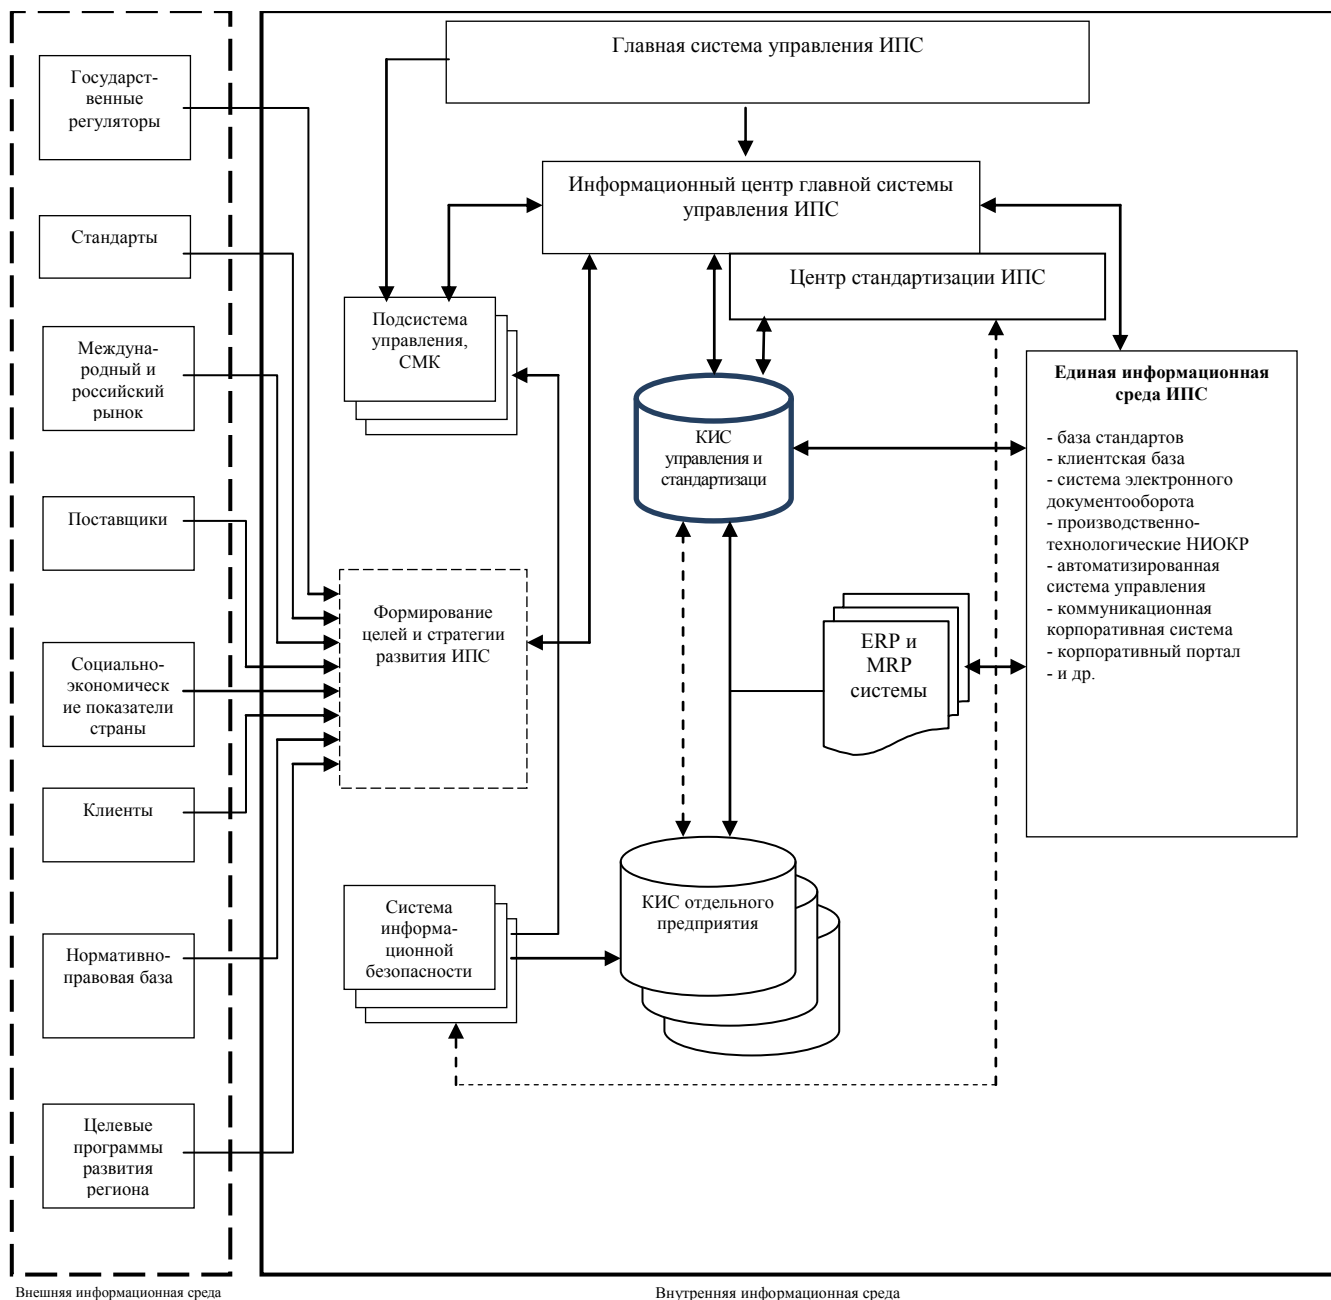 Главная система управления ИПС
Государст-
венные
регуляторы
Информационный центр главной системы
управления ИПС
Стандарты
Центр стандартизации ИПС
Подсистема
управления,
СМК
Междуна-
родный и
российский
рынок
Единая информационная
среда ИПС
- база стандартов
- клиентская база
- система электронного
документооборота
- производственно-
технологические НИОКР
- автоматизированная
система управления
- коммуникационная
корпоративная система
- корпоративный портал
- и др.
КИС
управления и
стандартизаци
Поставщики
Формирование
целей и стратегии
развития ИПС
ERP и
MRP
системы
Социально-
экономическ
ие показатели
страны
Клиенты
Система
информа-
ционной
безопасности
КИС отдельного
предприятия
Нормативно-
правовая база
Целевые
программы
развития
региона
Внешняя информационная среда
Внутренняя информационная среда